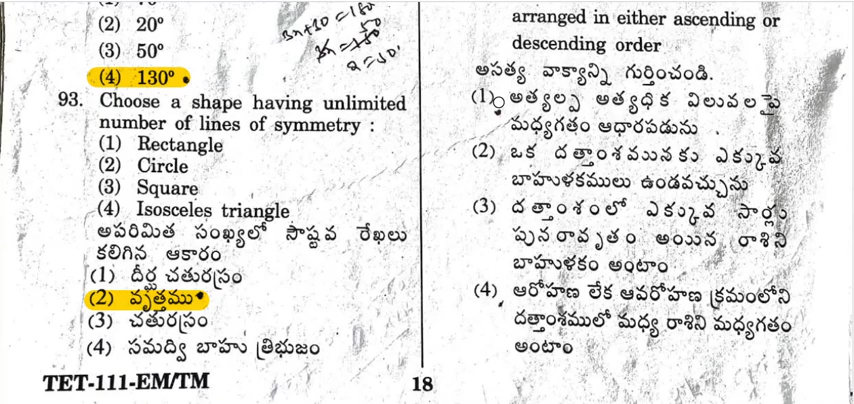 (2) 20°
(3) 50°
(4) 130°
93. Choose a shape having unlimited
number of lines of symmetry :
(1) Rectangle
(2) Circle
(3) Square
(4) Isosceles triangle
అపరిమిత సంఖ్యలో సౌష్టవ రేఖలు
కలిగిన ఆకారం
(1) దీర్ఘ చతురస్రం
(2) వృత్తము
(3) చతురస్రం
(4) సమద్వి బాహు త్రిభుజం
arranged in either ascending or
descending order
అసత్య వాక్యాన్ని గుర్తించండి.
(1) అత్యల్ప అత్యధిక విలువలపై
మధ్యగతం ఆధారపడును .
(2) ఒక దత్తాంశమునకు ఎక్కువ
బాహుళకములు ఉండవచ్చును
(3) దత్తాంశంలో ఎక్కువ సార్లు
పునరావృతం అయిన రాశిని
బాహుళకం అంటాం
(4) ఆరోహణ లేక ఆవరోహణ క్రమంలోని
దత్తాంశములో మధ్య రాశిని మధ్యగతం
అంటాం
TET-111-EM/TM
18